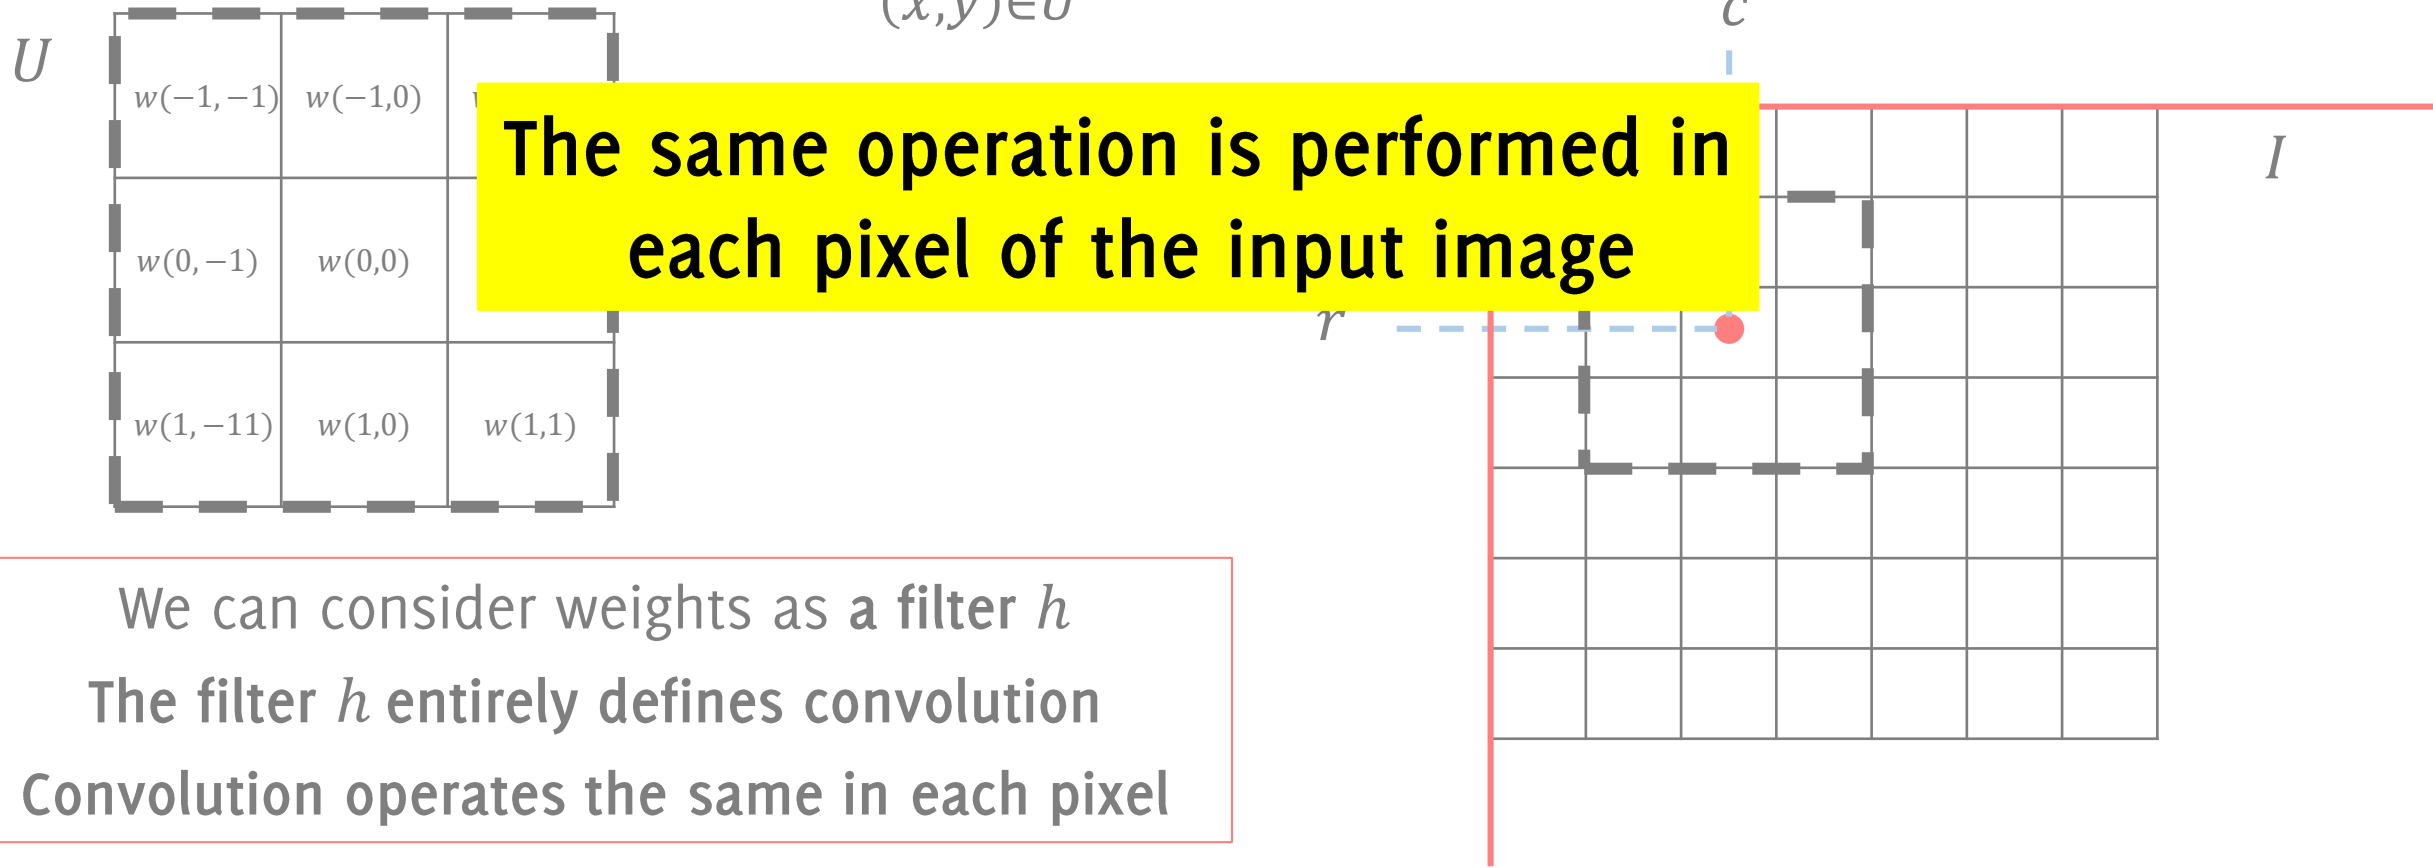 (x,y)∈U
c
U
w(−1,−1) w(−1,0)
The same operation is performed in
each pixel of the input image
I
w(0,−1) w(0,0)
r
w(1,−11) w(1,0) w(1,1)
We can consider weights as a filter h
The filter h entirely defines convolution
Convolution operates the same in each pixel